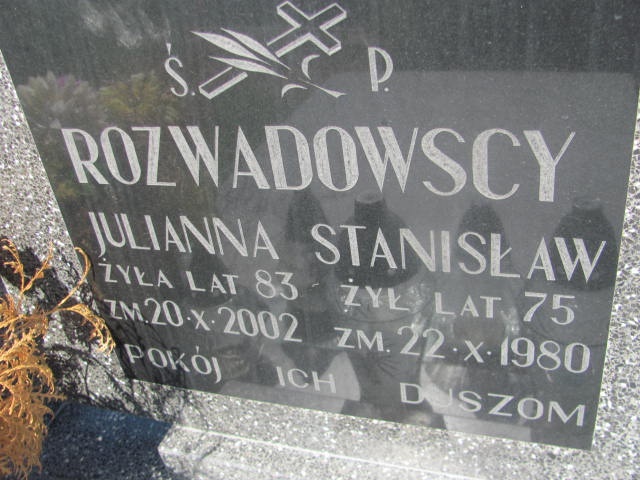 Ś. P.
ROZWADOWSCY
JULIANNA STANISŁAW
ŻYŁA LAT 83 ŻYŁ LAT 75
ZM. 20·X·2002 ZM. 22·X·1980
POKÓJ ICH DUSZOM